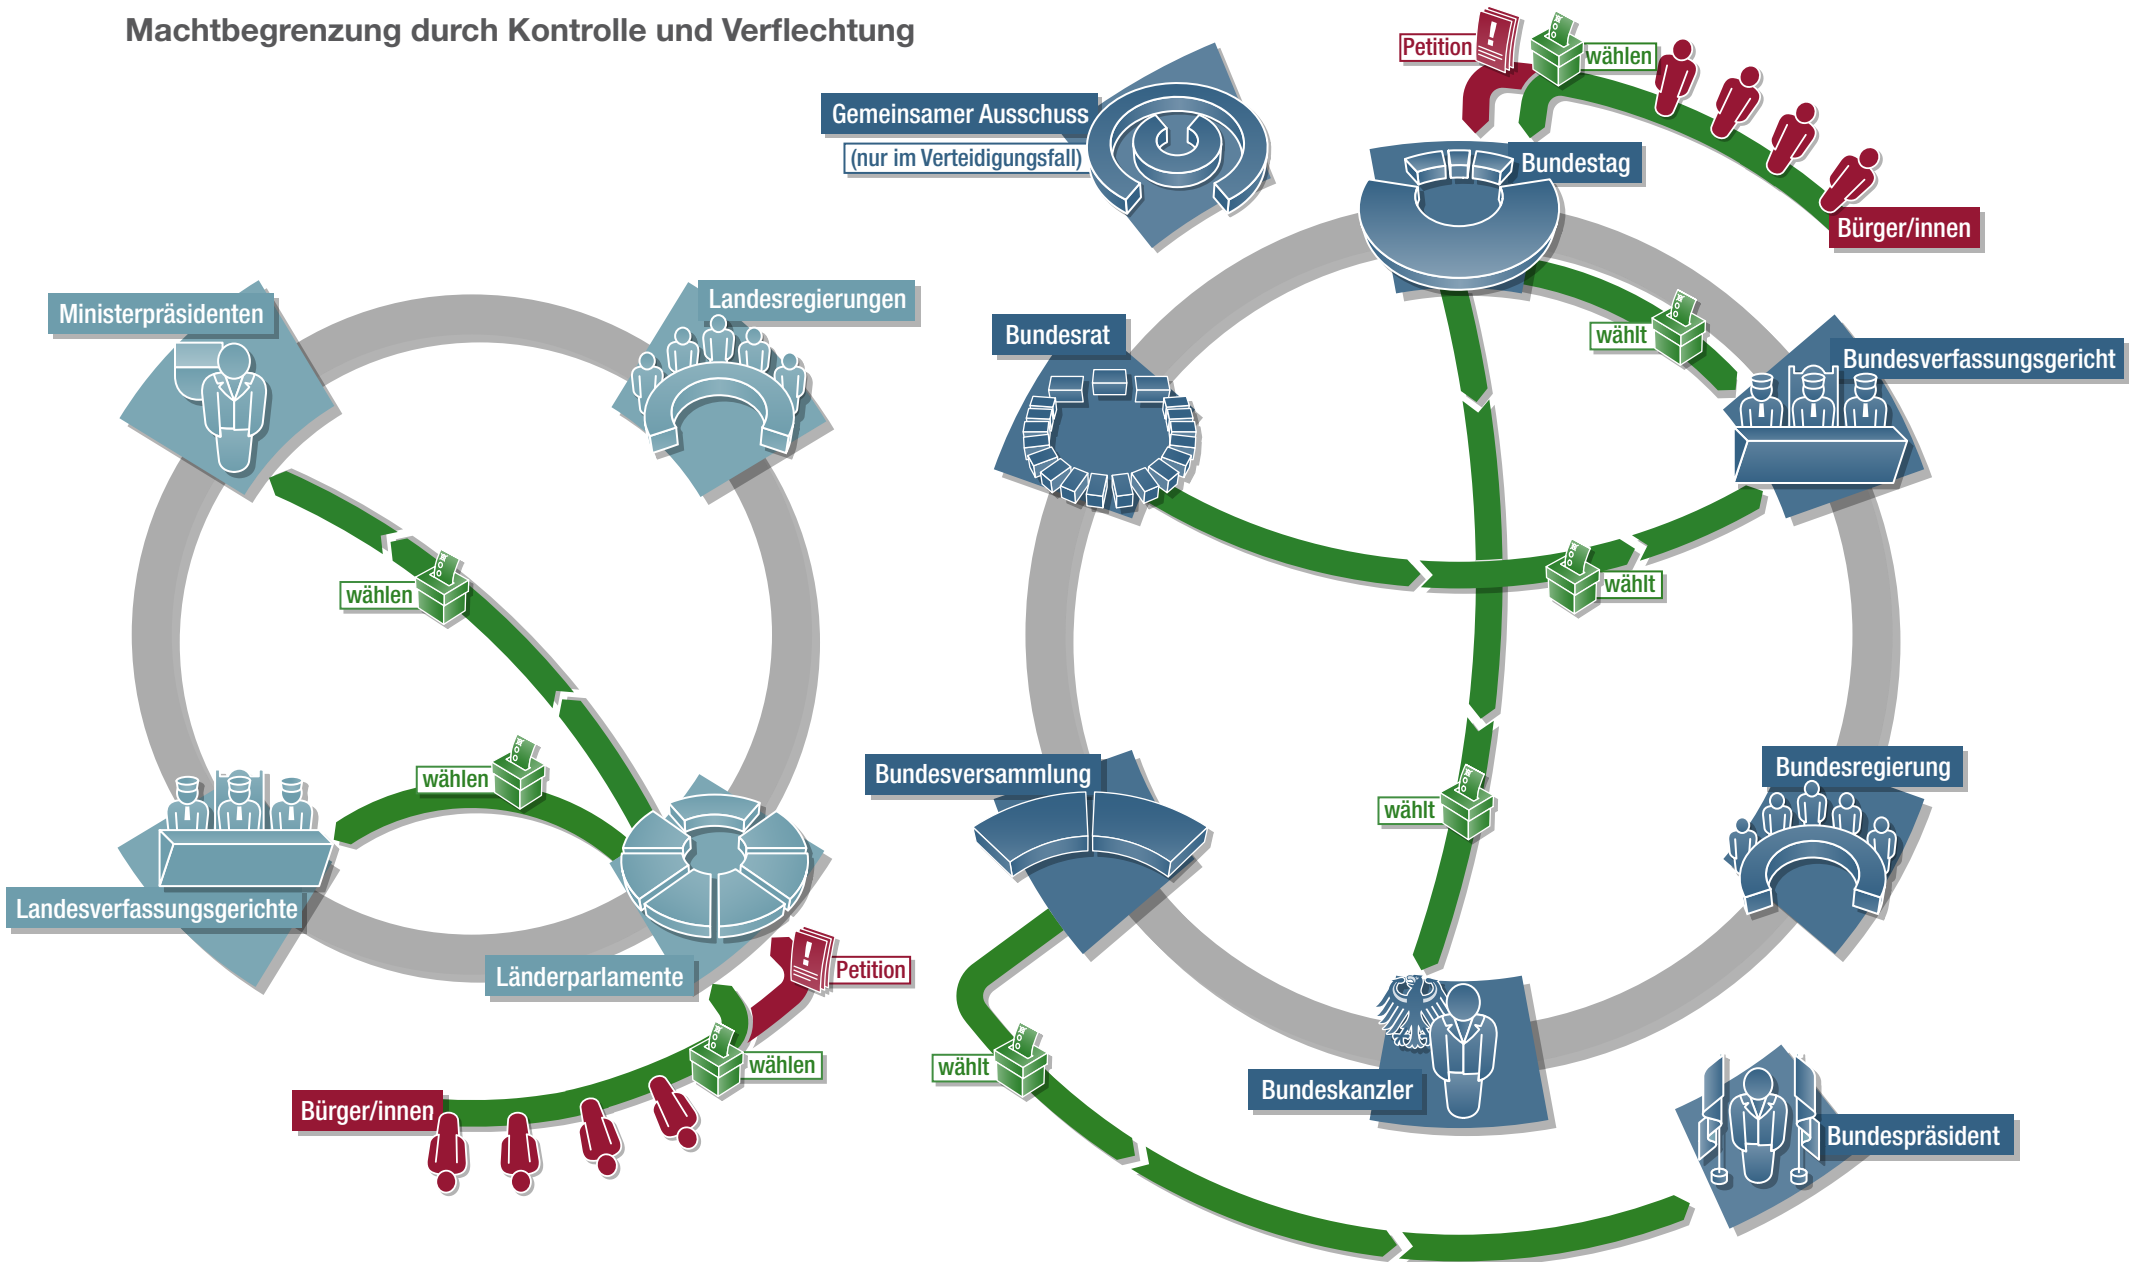 Machtbegrenzung durch Kontrolle und Verflechtung
Petition
wählen
Bürger/innen
Gemeinsamer Ausschuss
(nur im Verteidigungsfall)
Bundestag
Ministerpräsidenten
Landesregierungen
Bundesrat
wählt
Bundesverfassungsgericht
wählen
wählt
wählen
wählt
Bundesversammlung
Bundesregierung
Landesverfassungsgerichte
Länderparlamente
Petition
wählen
Bürger/innen
wählt
Bundeskanzler
Bundespräsident